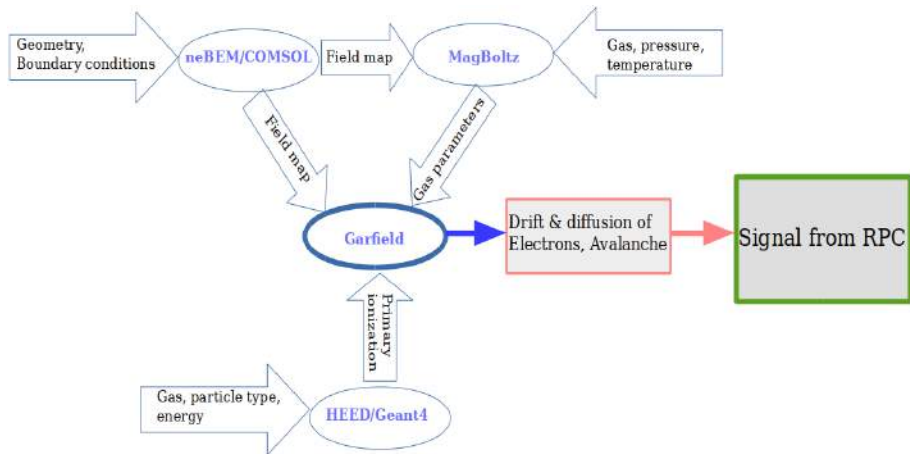 Geometry,
Boundary conditions
neBEM/COMSOL
Field map
MagBoltz
Gas, pressure,
temperature
Field map
Gas parameters
Garfield
Drift & diffusion of
Electrons, Avalanche
Signal from RPC
Primary
ionization
Gas, particle type,
energy
HEED/Geant4